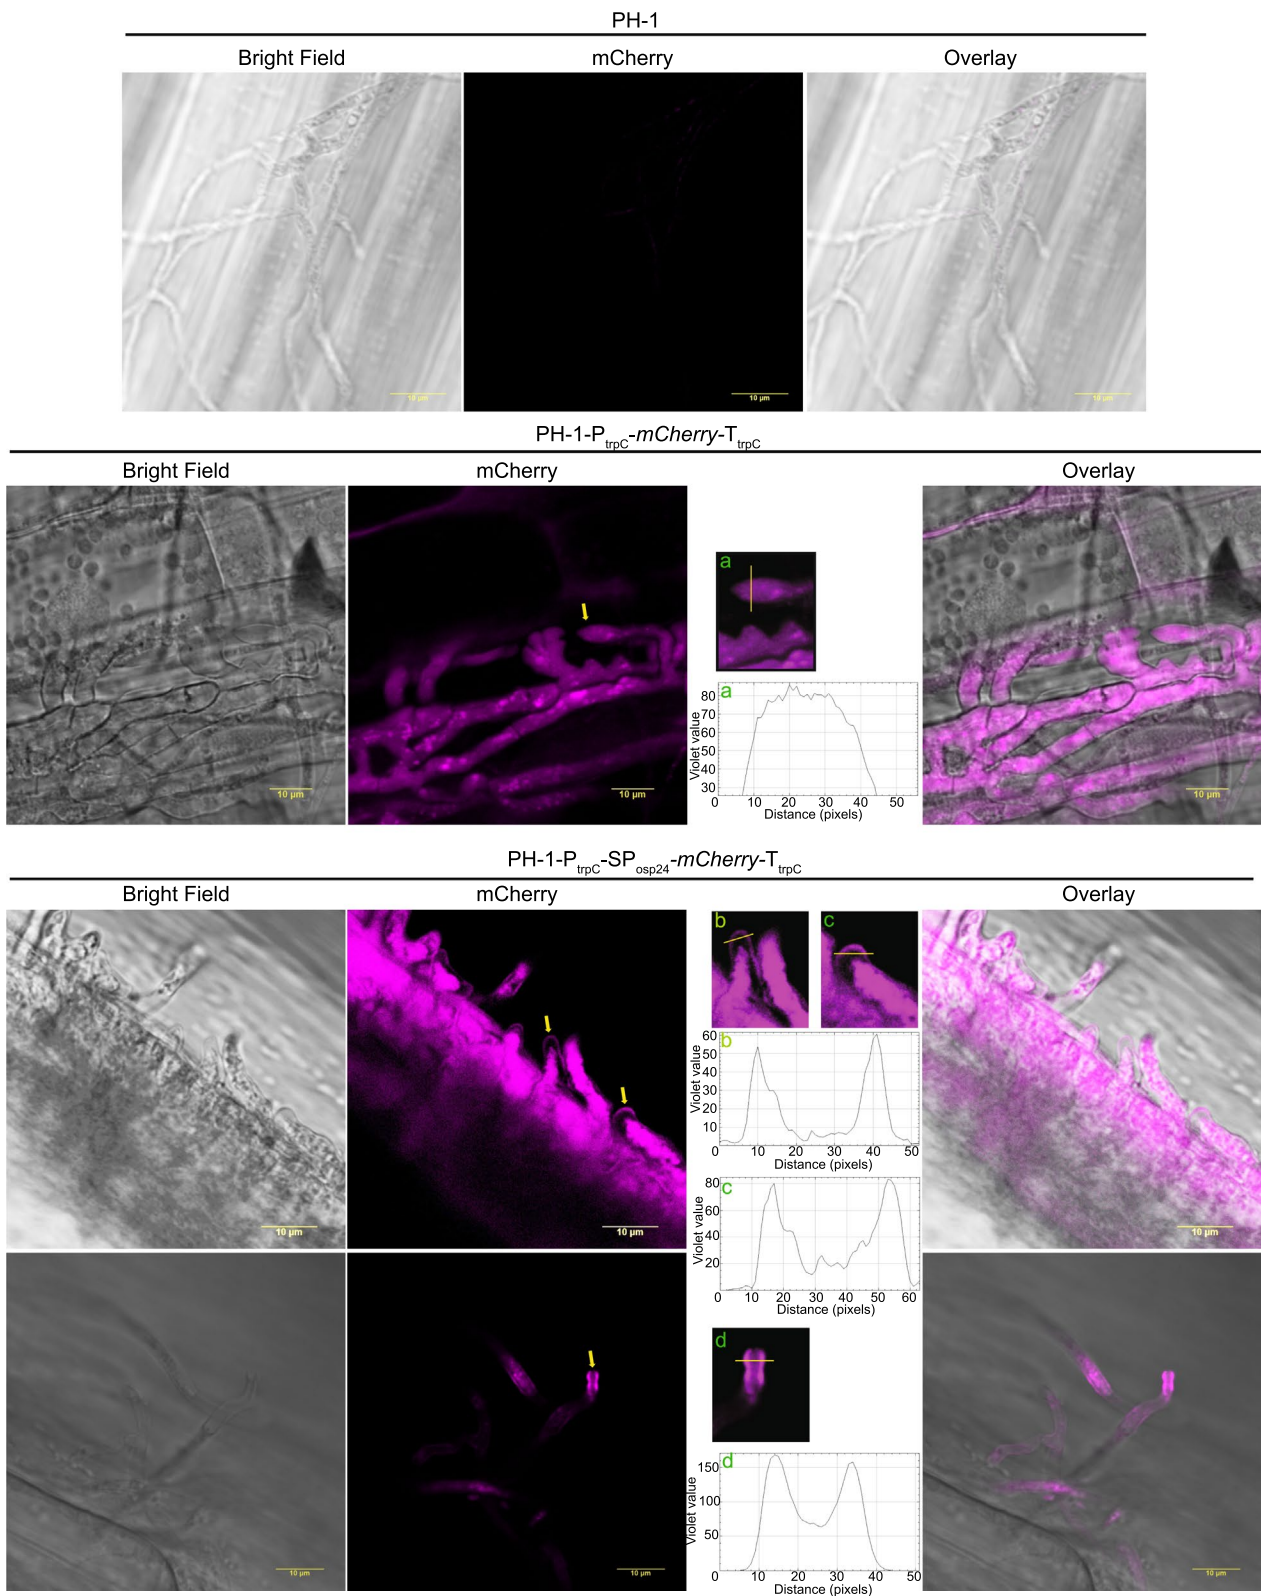 PH-1
Bright Field mCherry Overlay
10 µm 10 µm 10 µm
PH-1-PtrpC-mCherry-TtrpC
Bright Field mCherry Overlay
a
a
80
70
60
50
40
30
Violet value
0 10 20 30 40 50
Distance (pixels)
10 µm 10 µm 10 µm
PH-1-PtrpC-SPosp24-mCherry-TtrpC
Bright Field mCherry Overlay
b c
b
60
50
40
30
20
10
Violet value
0 10 20 30 40 50
Distance (pixels)
c
80
60
40
20
Violet value
0 10 20 30 40 50 60
Distance (pixels)
10 µm 10 µm 10 µm
d
d
150
100
50
Violet value
0 10 20 30 40 50
Distance (pixels)
10 µm 10 µm 10 µm